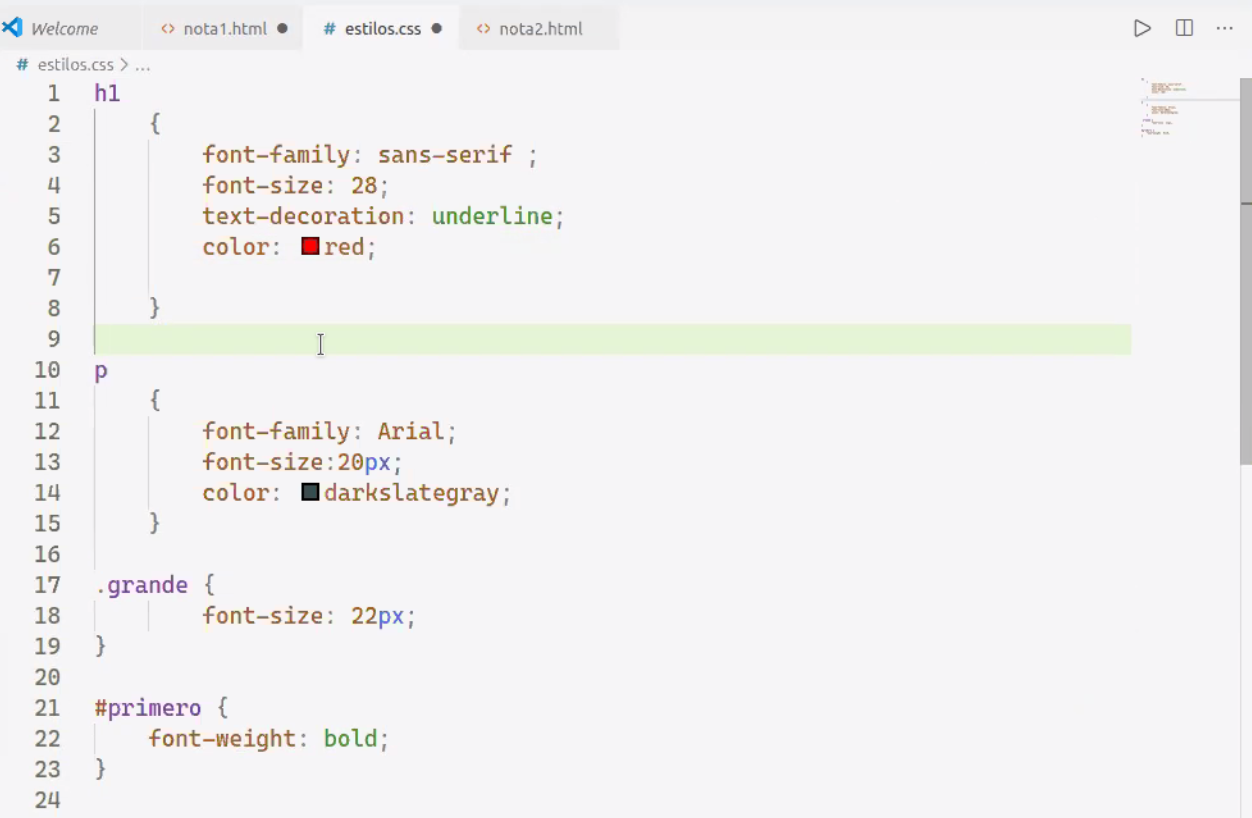 Welcome
<> nota1.html ●
# estilos.css ●
<> nota2.html
...
# estilos.css > ...
1 h1
2 {
3 font-family: sans-serif ;
4 font-size: 28;
5 text-decoration: underline;
6 color: red;
7
8 }
9
10 p
11 {
12 font-family: Arial;
13 font-size:20px;
14 color: darkslategray;
15 }
16
17 .grande {
18 font-size: 22px;
19 }
20
21 #primero {
22 font-weight: bold;
23 }
24